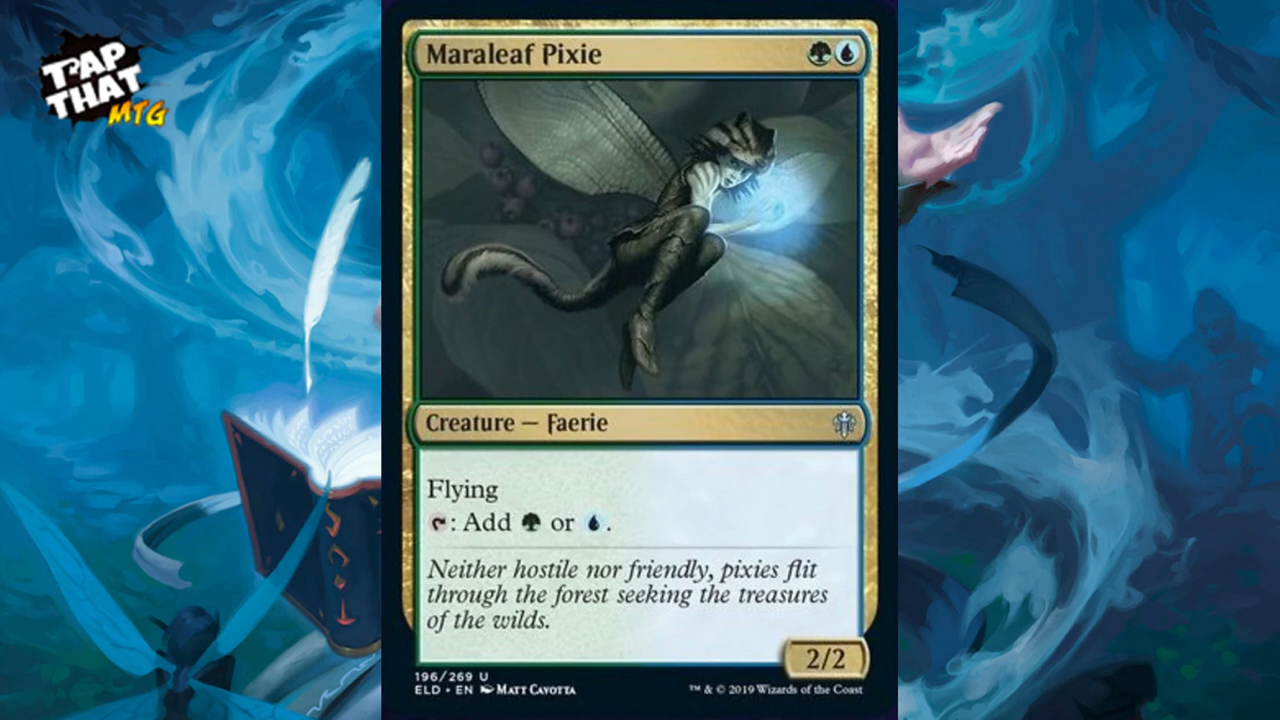 TAP
THAT
MTG
Maraleaf Pixie
Creature — Faerie
Flying
: Add or .
Neither hostile nor friendly, pixies flit
through the forest seeking the treasures
of the wilds.
2/2
196/269 U
ELD • EN Matt Cavotta
™ & © 2019 Wizards of the Coast